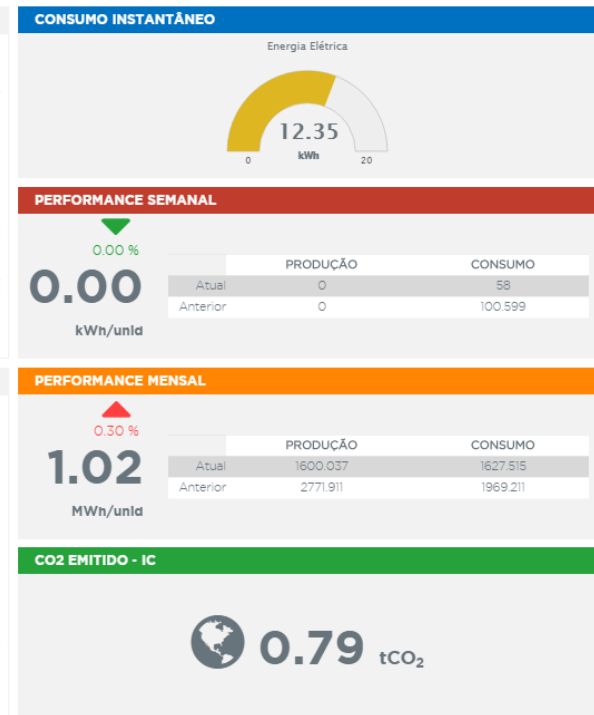 CONSUMO INSTANTÂNEO
Energia Elétrica
12.35
kWh
0 20
PERFORMANCE SEMANAL
0.00 %
0.00
kWh/unid
PRODUÇÃO CONSUMO
Atual 0 58
Anterior 0 100.599
PERFORMANCE MENSAL
0.30 %
1.02
MWh/unid
PRODUÇÃO CONSUMO
Atual 1600.037 1627.515
Anterior 2771.911 1969.211
CO2 EMITIDO - IC
0.79 tCO₂